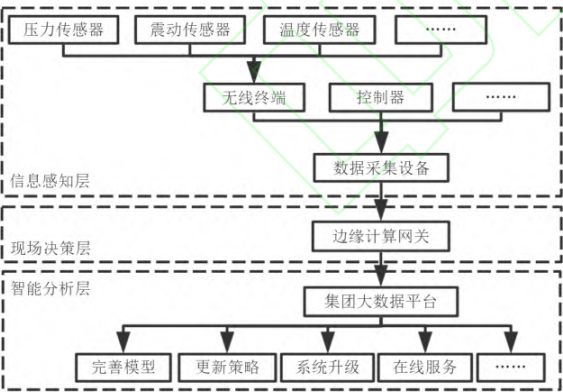 压力传感器 震动传感器 温度传感器 ……
无线终端 控制器 ……
数据采集设备
信息感知层
边缘计算网关
现场决策层
智能分析层
集团大数据平台
完善模型 更新策略 系统升级 在线服务 ……